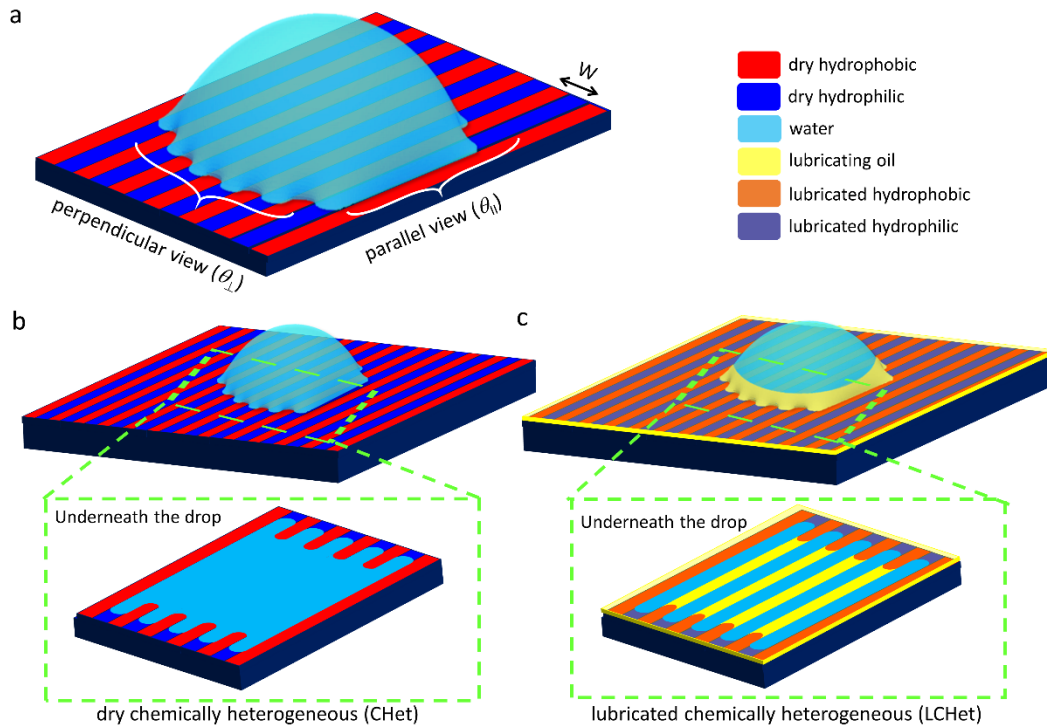 a
W
perpendicular view (θ⊥)
parallel view (θ||)
dry hydrophobic
dry hydrophilic
water
lubricating oil
lubricated hydrophobic
lubricated hydrophilic
b
Underneath the drop
dry chemically heterogeneous (CHet)
c
Underneath the drop
lubricated chemically heterogeneous (LCHet)